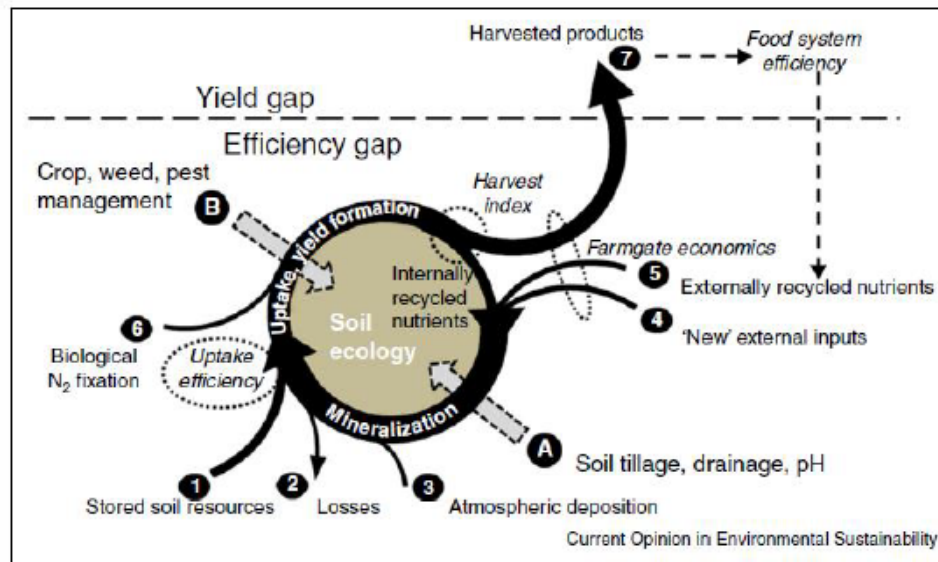 Harvested products
7
Food system
efficiency
Yield gap
Efficiency gap
Crop, weed, pest
management
B
Uptake, yield formation
Harvest
index
Farmgate economics
5
Externally recycled nutrients
4
'New' external inputs
Internally
recycled
nutrients
Soil
ecology
6
Biological
N₂ fixation
Uptake
efficiency
Mineralization
A
Soil tillage, drainage, pH
1
Stored soil resources
2
Losses
3
Atmospheric deposition
Current Opinion in Environmental Sustainability